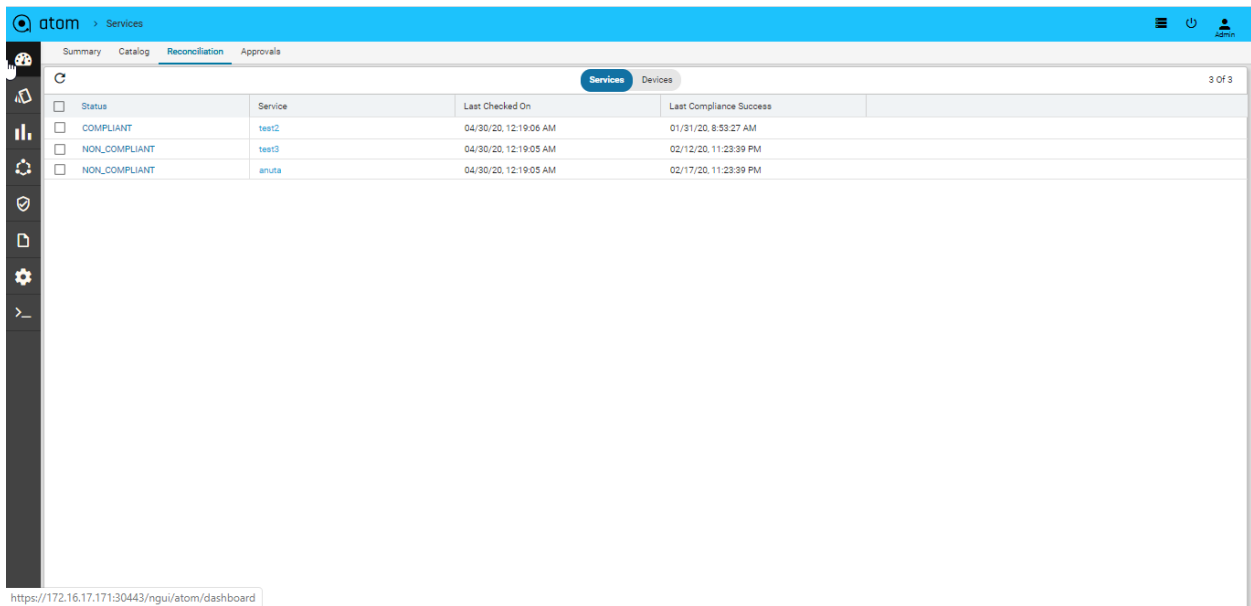 atom > Services
Admin
Summary Catalog Reconciliation Approvals
Services Devices 3 Of 3
Status Service Last Checked On Last Compliance Success
COMPLIANT test2 04/30/20, 12:19:06 AM 01/31/20, 8:53:27 AM
NON_COMPLIANT test3 04/30/20, 12:19:05 AM 02/12/20, 11:23:39 PM
NON_COMPLIANT anuta 04/30/20, 12:19:05 AM 02/17/20, 11:23:39 PM
https://172.16.17.171:30443/ngui/atom/dashboard